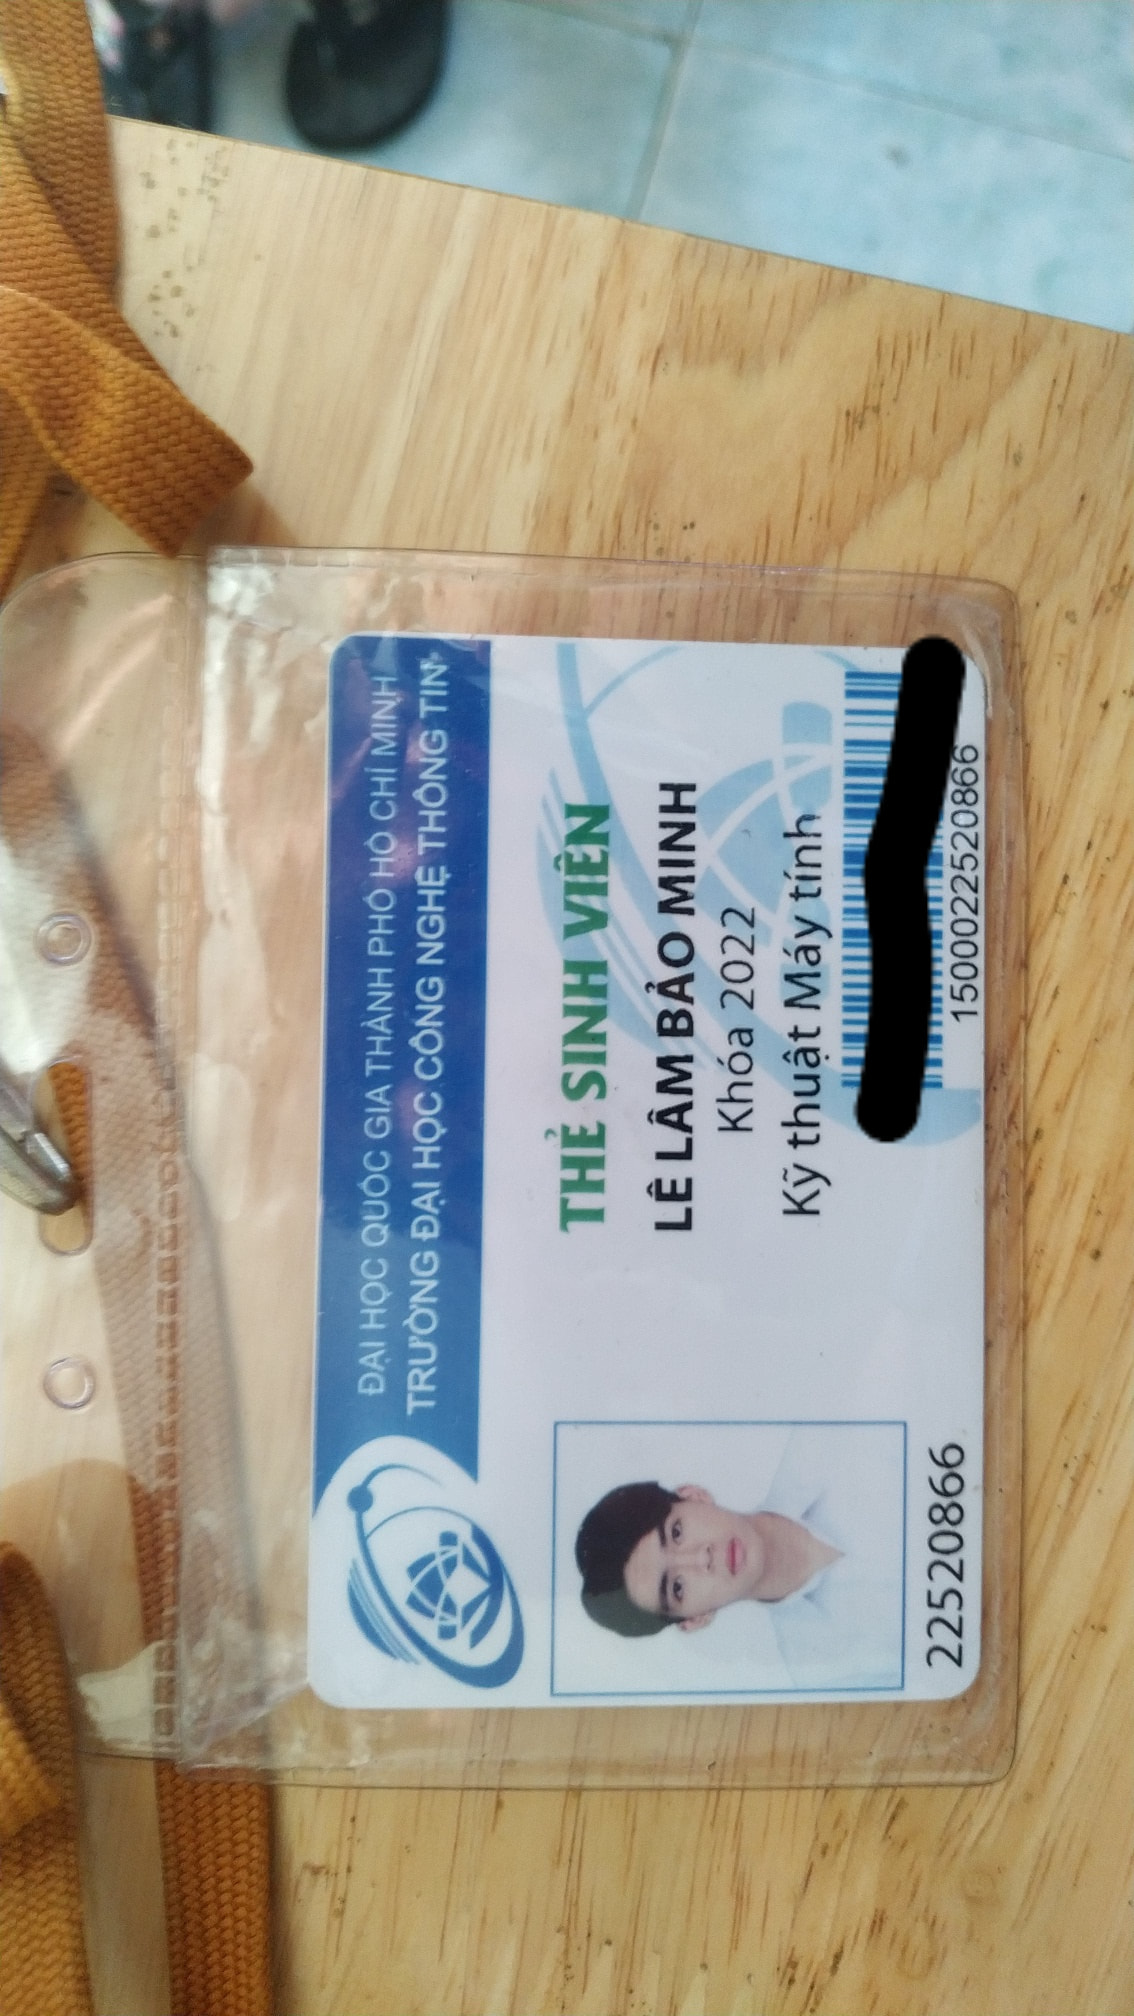 ĐẠI HỌC QUỐC GIA THÀNH PHỐ HỒ CHÍ MINH
TRƯỜNG ĐẠI HỌC CÔNG NGHỆ THÔNG TIN
THẺ SINH VIÊN
LÊ LÂM BẢO MINH
Khóa 2022
Kỹ thuật Máy tính
22520866
1500022520866